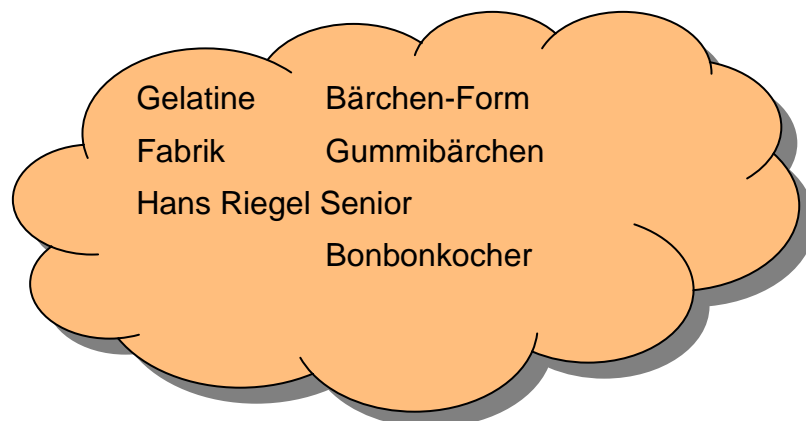 Gelatine Bärchen-Form
Fabrik Gummibärchen
Hans Riegel Senior
Bonbonkocher